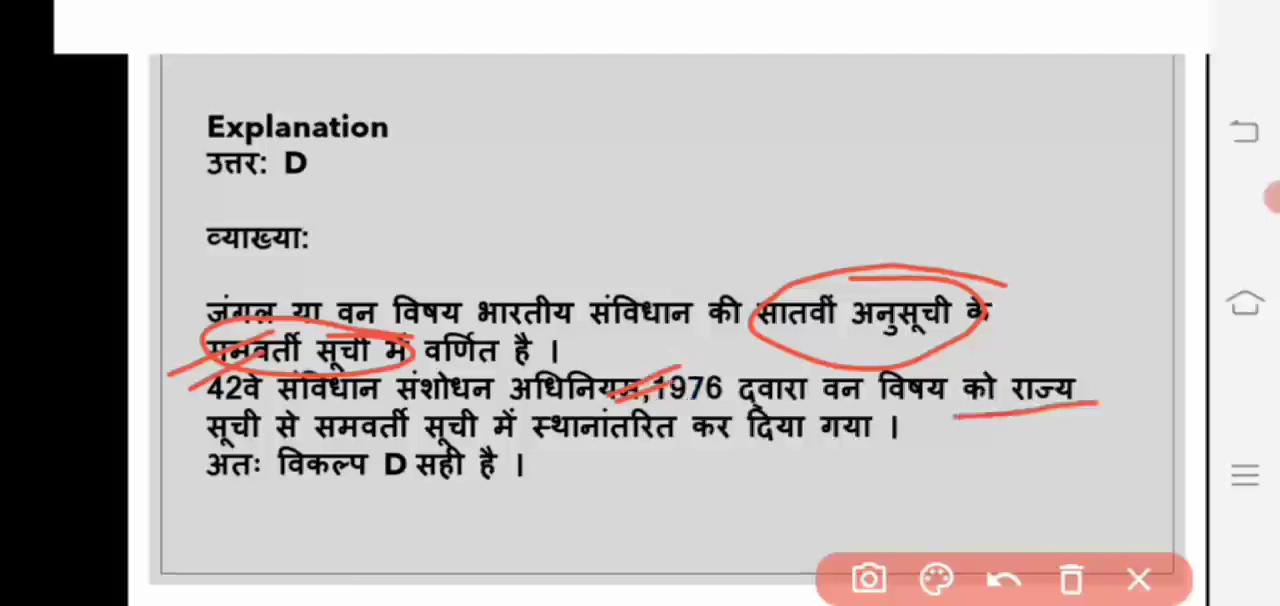 Explanation
उत्तर: D
व्याख्या:
जंगल या वन विषय भारतीय संविधान की सातवीं अनुसूची के
समवर्ती सूची में वर्णित है ।
42वे संविधान संशोधन अधिनियम,1976 द्वारा वन विषय को राज्य
सूची से समवर्ती सूची में स्थानांतरित कर दिया गया ।
अतः विकल्प D सही है ।